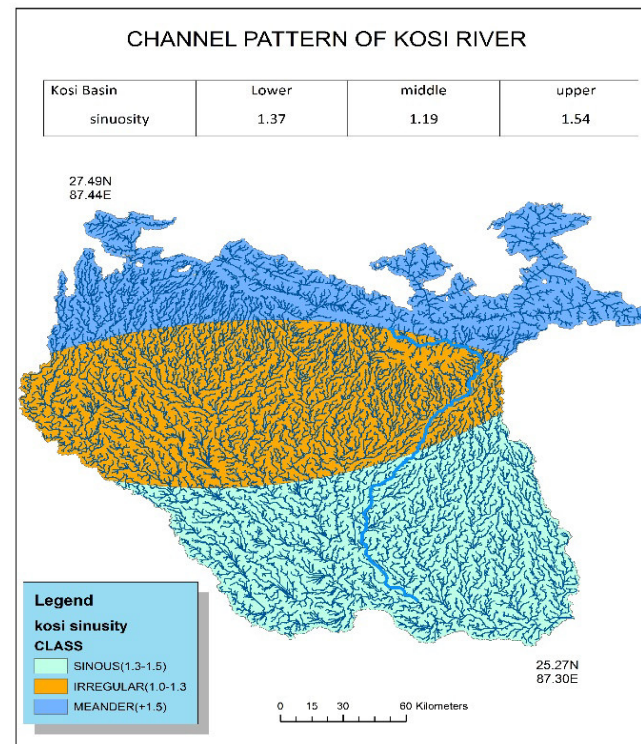 CHANNEL PATTERN OF KOSI RIVER
Kosi Basin Lower middle upper
sinuosity 1.37 1.19 1.54
27.49N
87.44E
Legend
kosi sinusity
CLASS
SINOUS(1.3-1.5)
IRREGULAR(1.0-1.3
MEANDER(+1.5)
25.27N
87.30E
0 15 30 60 Kilometers